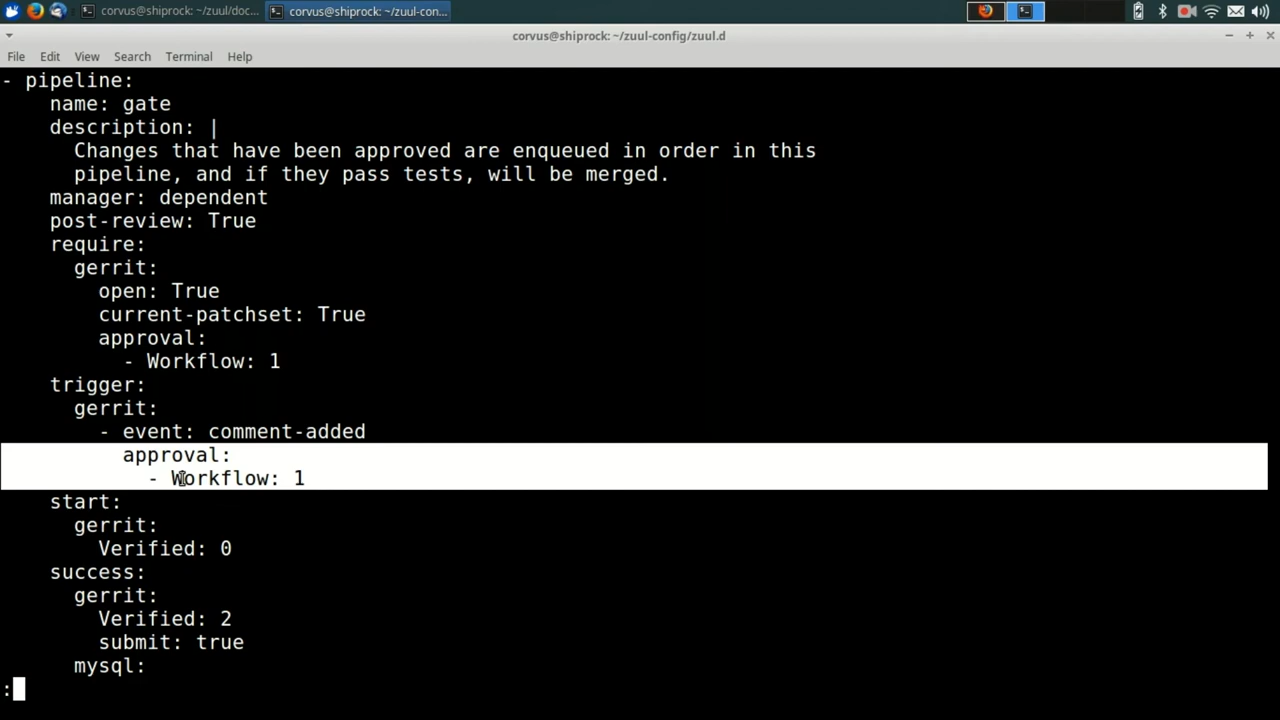 corvus@shiprock: ~/zuul/doc...
corvus@shiprock: ~/zuul-con...
corvus@shiprock: ~/zuul-config/zuul.d
File Edit View Search Terminal Help
- pipeline:
name: gate
description: |
Changes that have been approved are enqueued in order in this
pipeline, and if they pass tests, will be merged.
manager: dependent
post-review: True
require:
gerrit:
open: True
current-patchset: True
approval:
- Workflow: 1
trigger:
gerrit:
- event: comment-added
approval:
- Workflow: 1
start:
gerrit:
Verified: 0
success:
gerrit:
Verified: 2
submit: true
mysql:
: